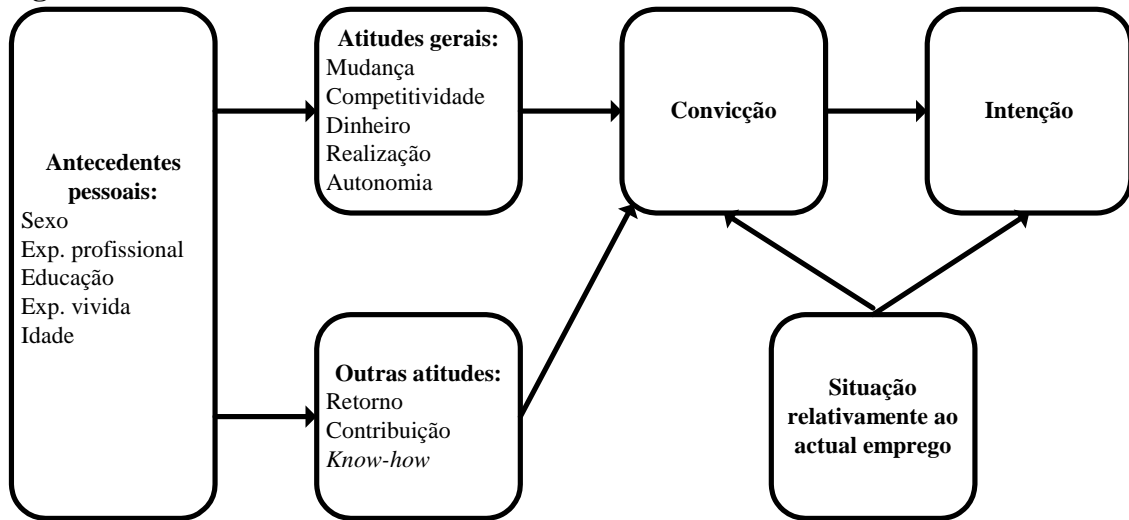 Antecedentes
pessoais:
Sexo
Exp. profissional
Educação
Exp. vivida
Idade
Atitudes gerais:
Mudança
Competitividade
Dinheiro
Realização
Autonomia
Outras atitudes:
Retorno
Contribuição
Know-how
Convicção
Intenção
Situação
relativamente ao
actual emprego